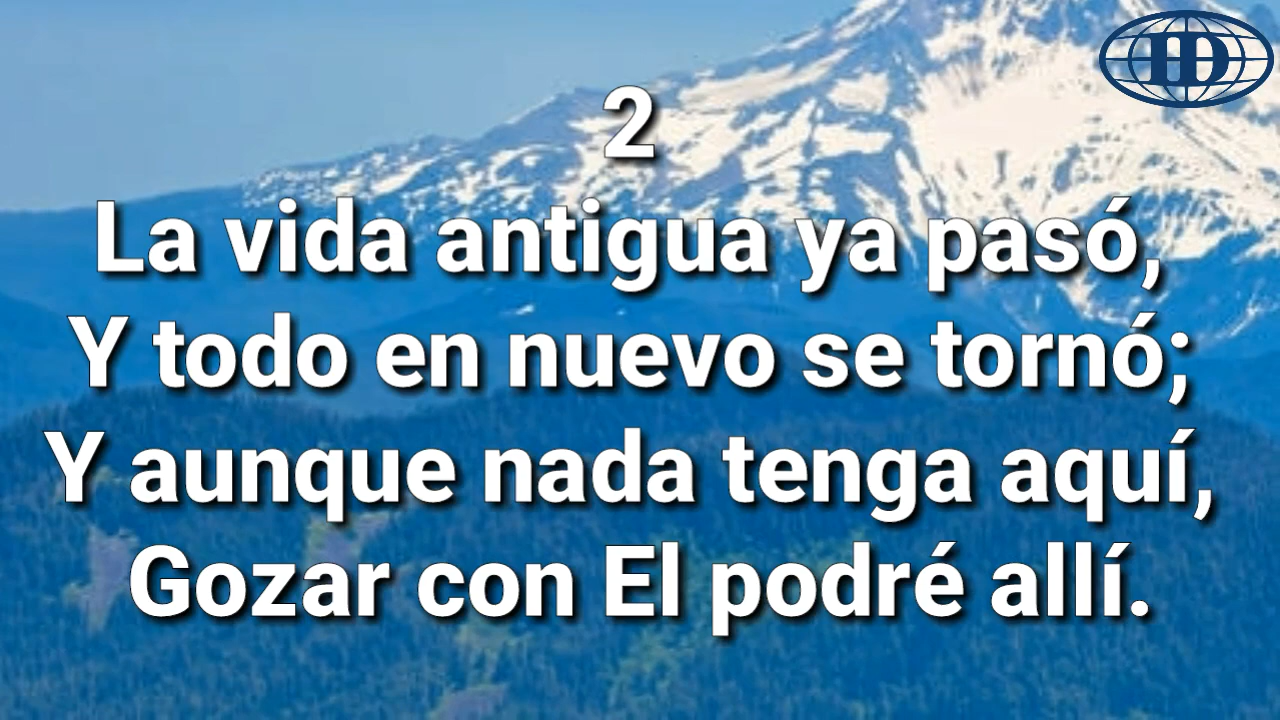 ID
2
La vida antigua ya pasó,
Y todo en nuevo se tornó;
Y aunque nada tenga aquí,
Gozar con El podré allí.